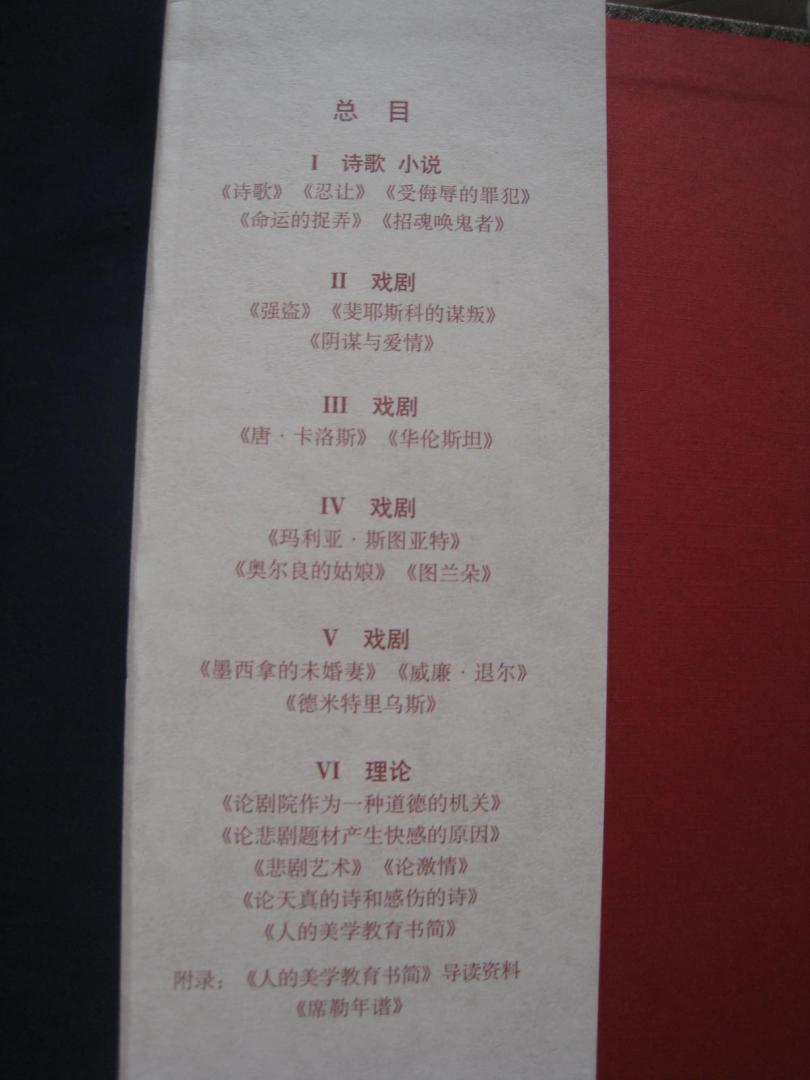 总 目
I 诗歌 小说
《诗歌》《忍让》《受侮辱的罪犯》
《命运的捉弄》《招魂唤鬼者》
II 戏剧
《强盗》《斐耶斯科的谋叛》
《阴谋与爱情》
III 戏剧
《唐·卡洛斯》《华伦斯坦》
IV 戏剧
《玛利亚·斯图亚特》
《奥尔良的姑娘》《图兰朵》
V 戏剧
《墨西拿的未婚妻》《威廉·退尔》
《德米特里乌斯》
VI 理论
《论剧院作为一种道德的机关》
《论悲剧题材产生快感的原因》
《悲剧艺术》《论激情》
《论天真的诗和感伤的诗》
《人的美学教育书简》
附录：《人的美学教育书简》导读资料
《席勒年谱》